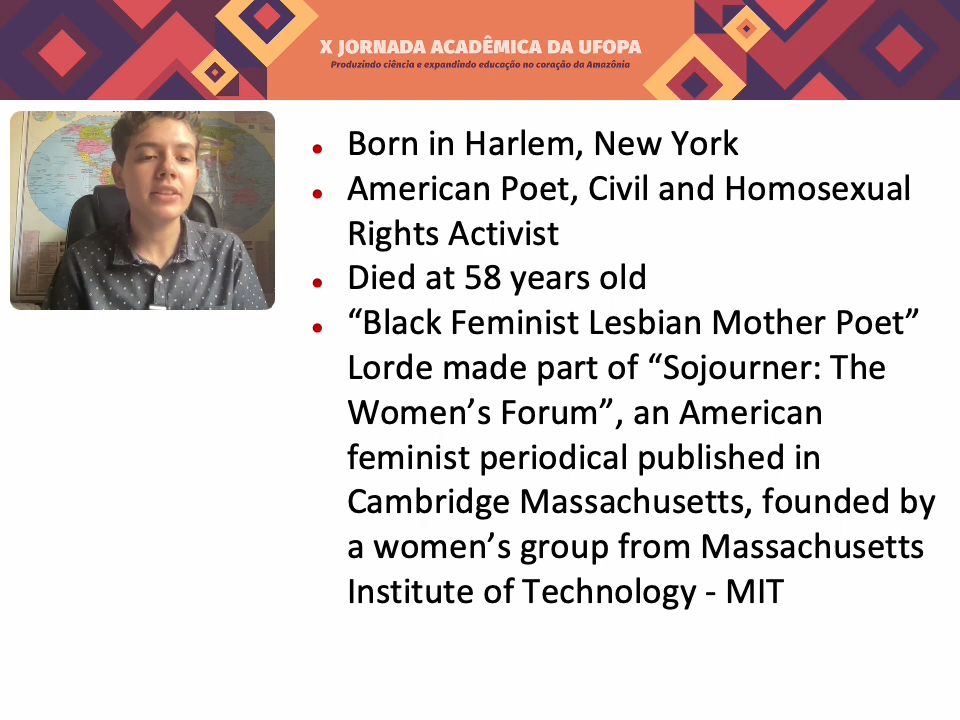 X JORNADA ACADÊMICA DA UFOPA
Produzindo ciência e expandindo educação no coração da Amazônia
• Born in Harlem, New York
• American Poet, Civil and Homosexual
Rights Activist
• Died at 58 years old
• “Black Feminist Lesbian Mother Poet”
Lorde made part of “Sojourner: The
Women’s Forum”, an American
feminist periodical published in
Cambridge Massachusetts, founded by
a women’s group from Massachusetts
Institute of Technology - MIT